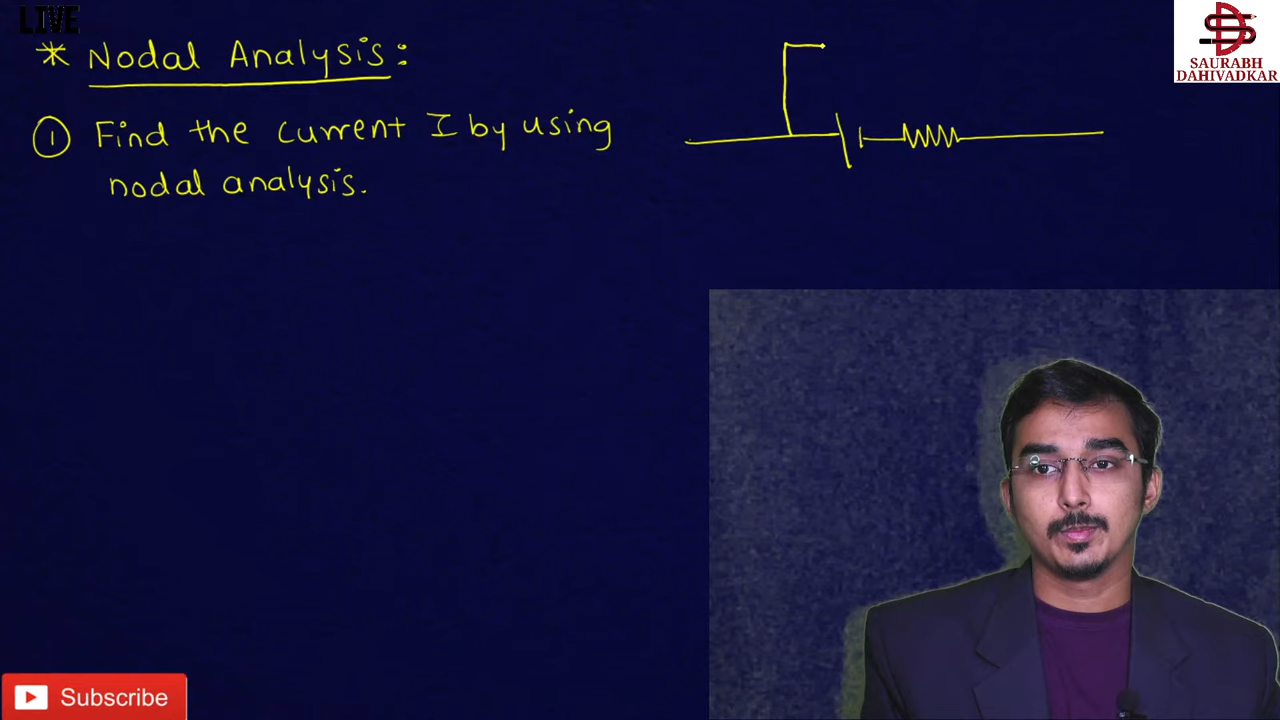 LIVE
* Nodal Analysis:
① Find the current I by using
nodal analysis.
SAURABH
DAHIVADKAR
Subscribe